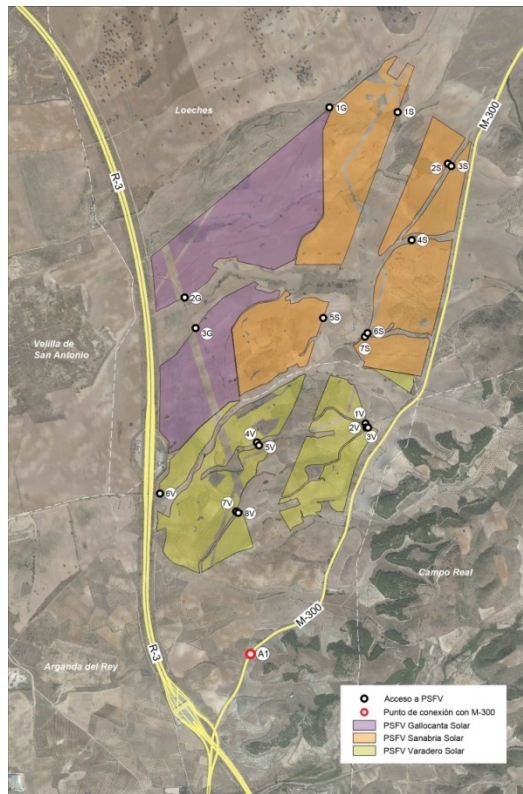 M-300
R-3
Loeches
1G
1S
2S
3S
4S
2G
5S
3G
6S
7S
Velilla de
San Antonio
1V
2V
3V
4V
5V
6V
7V
8V
Campo Real
M-300
R-3
A1
Arganda del Rey
Acceso a PSFV
Punto de conexión con M-300
PSFV Gallocanta Solar
PSFV Sanabria Solar
PSFV Varadero Solar